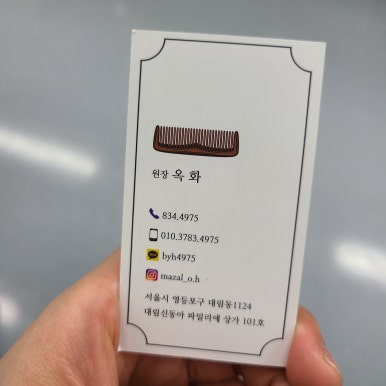 원장 옥 화
834.4975
010.3783.4975
byh4975
mazal_o.h
서울시 영등포구 대림동1124
대림신동아 파밀리에 상가 101호